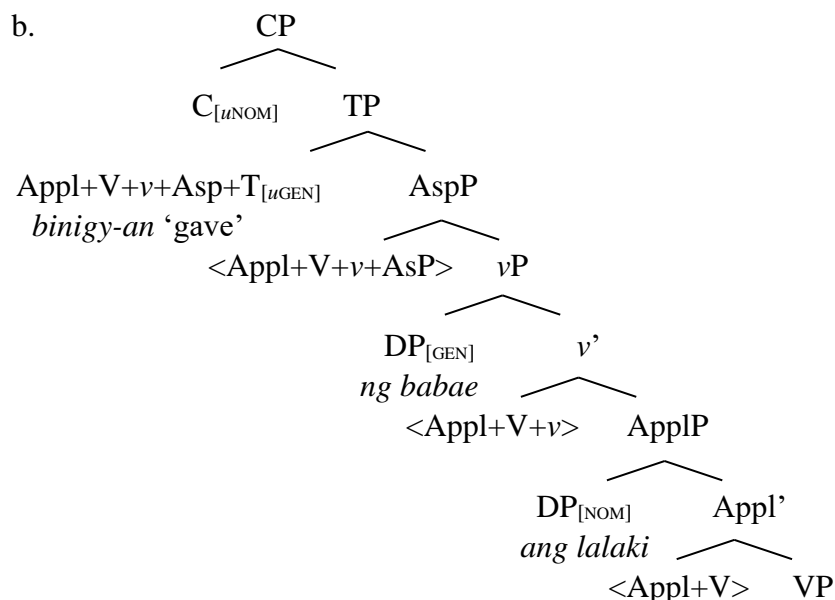 b. CP
C[uNOM] TP
Appl+V+v+Asp+T[uGEN] AspP
binigy-an ‘gave’
<Appl+V+v+AsP> vP
DP[GEN] v’
ng babae
<Appl+V+v> ApplP
DP[NOM] Appl’
ang lalaki
<Appl+V> VP